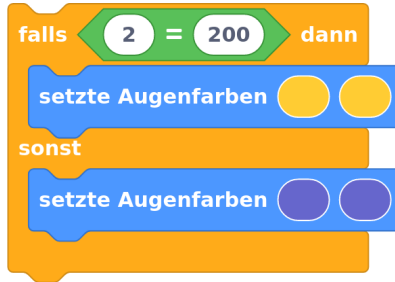 falls 2 = 200 dann
setzte Augenfarben
sonst
setzte Augenfarben